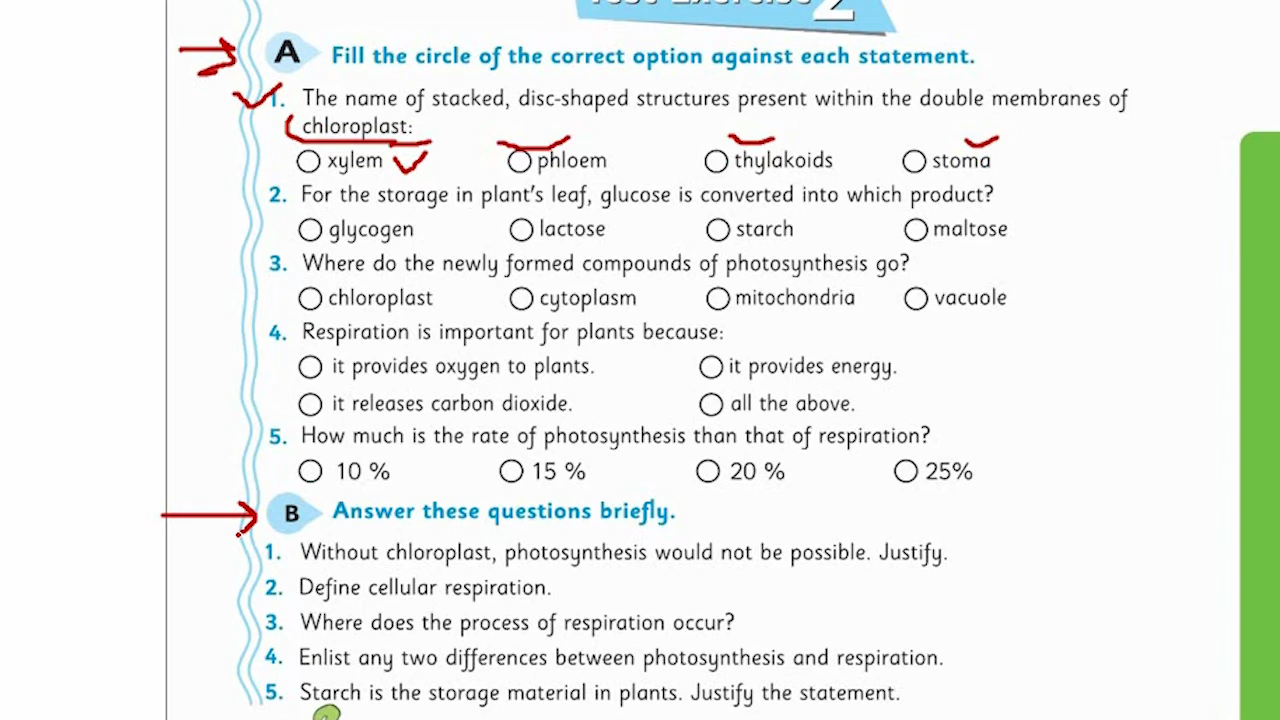 Test Exercise 2
A Fill the circle of the correct option against each statement.
1. The name of stacked, disc-shaped structures present within the double membranes of
chloroplast:
xylem phloem thylakoids stoma
2. For the storage in plant's leaf, glucose is converted into which product?
glycogen lactose starch maltose
3. Where do the newly formed compounds of photosynthesis go?
chloroplast cytoplasm mitochondria vacuole
4. Respiration is important for plants because:
it provides oxygen to plants. it provides energy.
it releases carbon dioxide. all the above.
5. How much is the rate of photosynthesis than that of respiration?
10 % 15 % 20 % 25%
B Answer these questions briefly.
1. Without chloroplast, photosynthesis would not be possible. Justify.
2. Define cellular respiration.
3. Where does the process of respiration occur?
4. Enlist any two differences between photosynthesis and respiration.
5. Starch is the storage material in plants. Justify the statement.